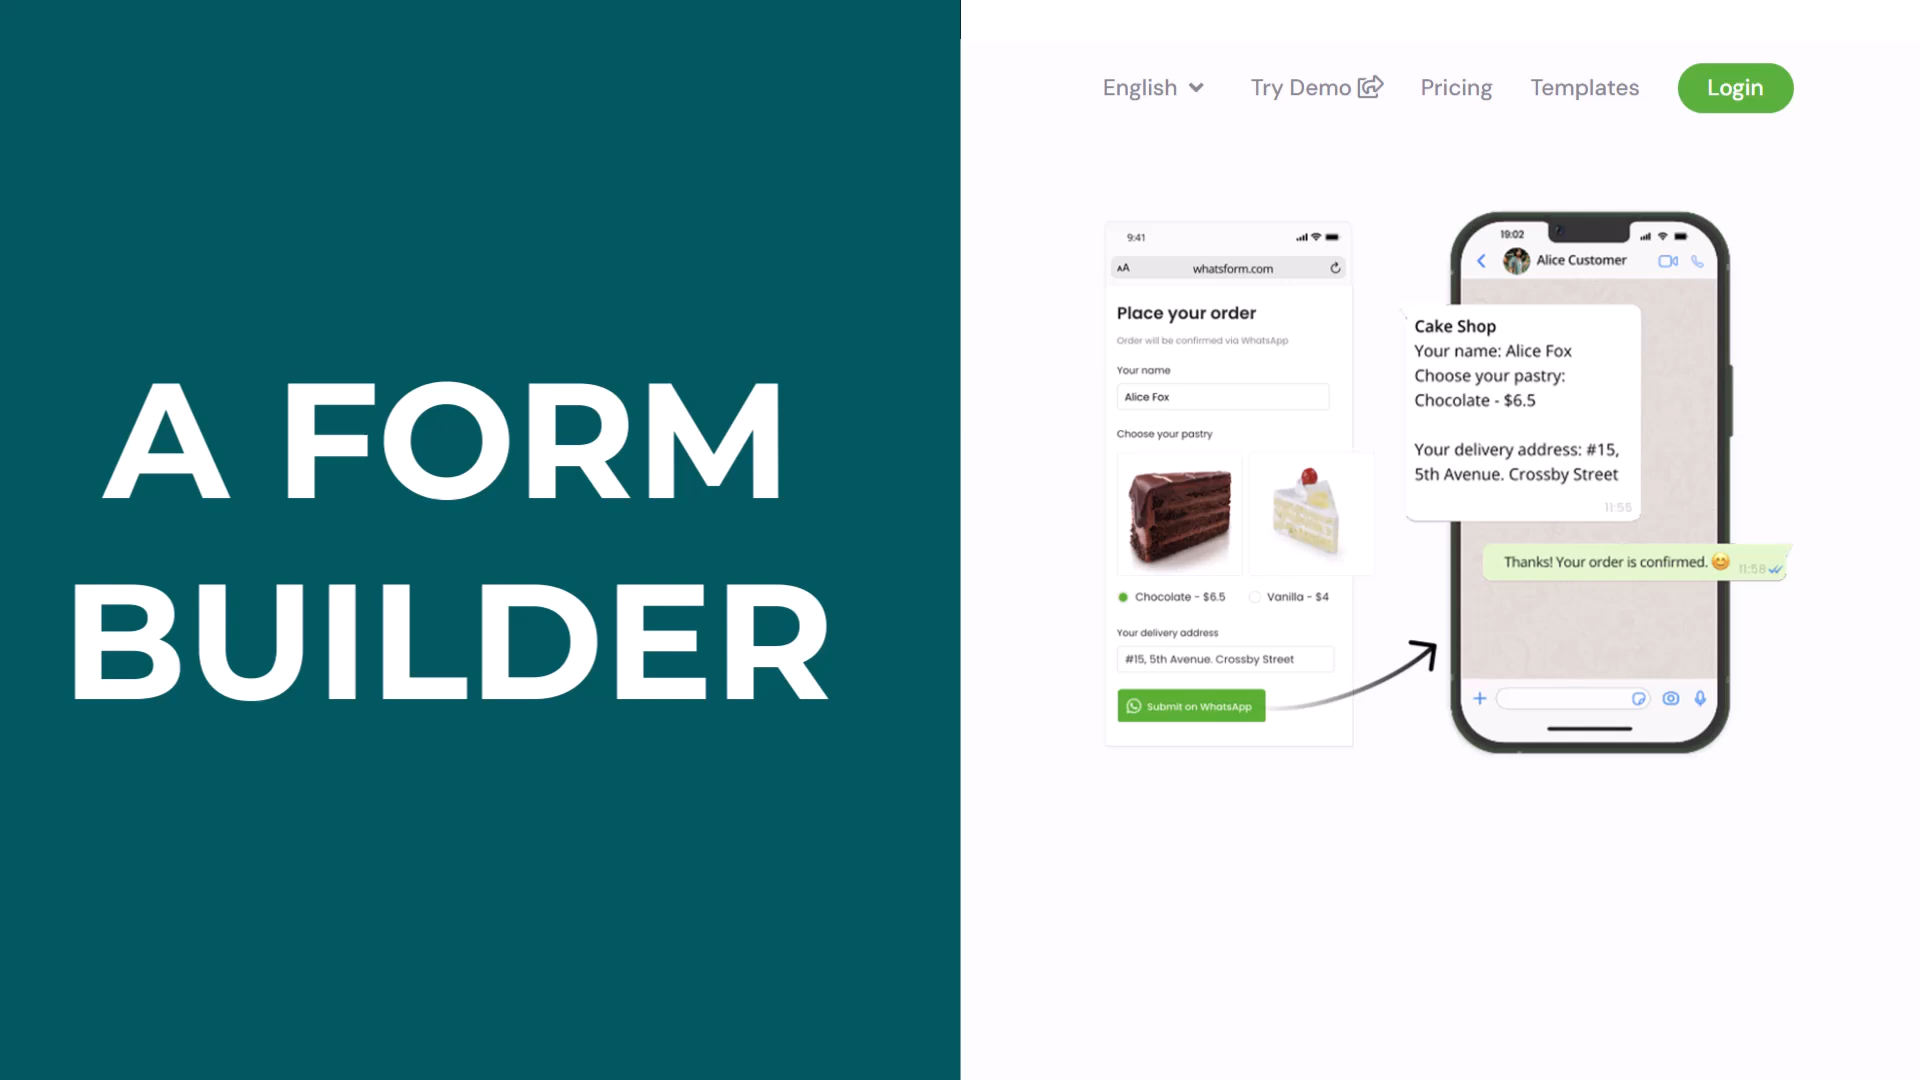 A FORM
BUILDER
English
Try Demo
Pricing
Templates
Login
9:41
AA
whatsform.com
Place your order
Order will be confirmed via WhatsApp
Your name
Alice Fox
Choose your pastry
Chocolate - $6.5
Vanilla - $4
Your delivery address
#15, 5th Avenue. Crossby Street
Submit on WhatsApp
19:02
Alice Customer
Cake Shop
Your name: Alice Fox
Choose your pastry:
Chocolate - $6.5
Your delivery address: #15,
5th Avenue. Crossby Street
11:55
Thanks! Your order is confirmed. 😊
11:58